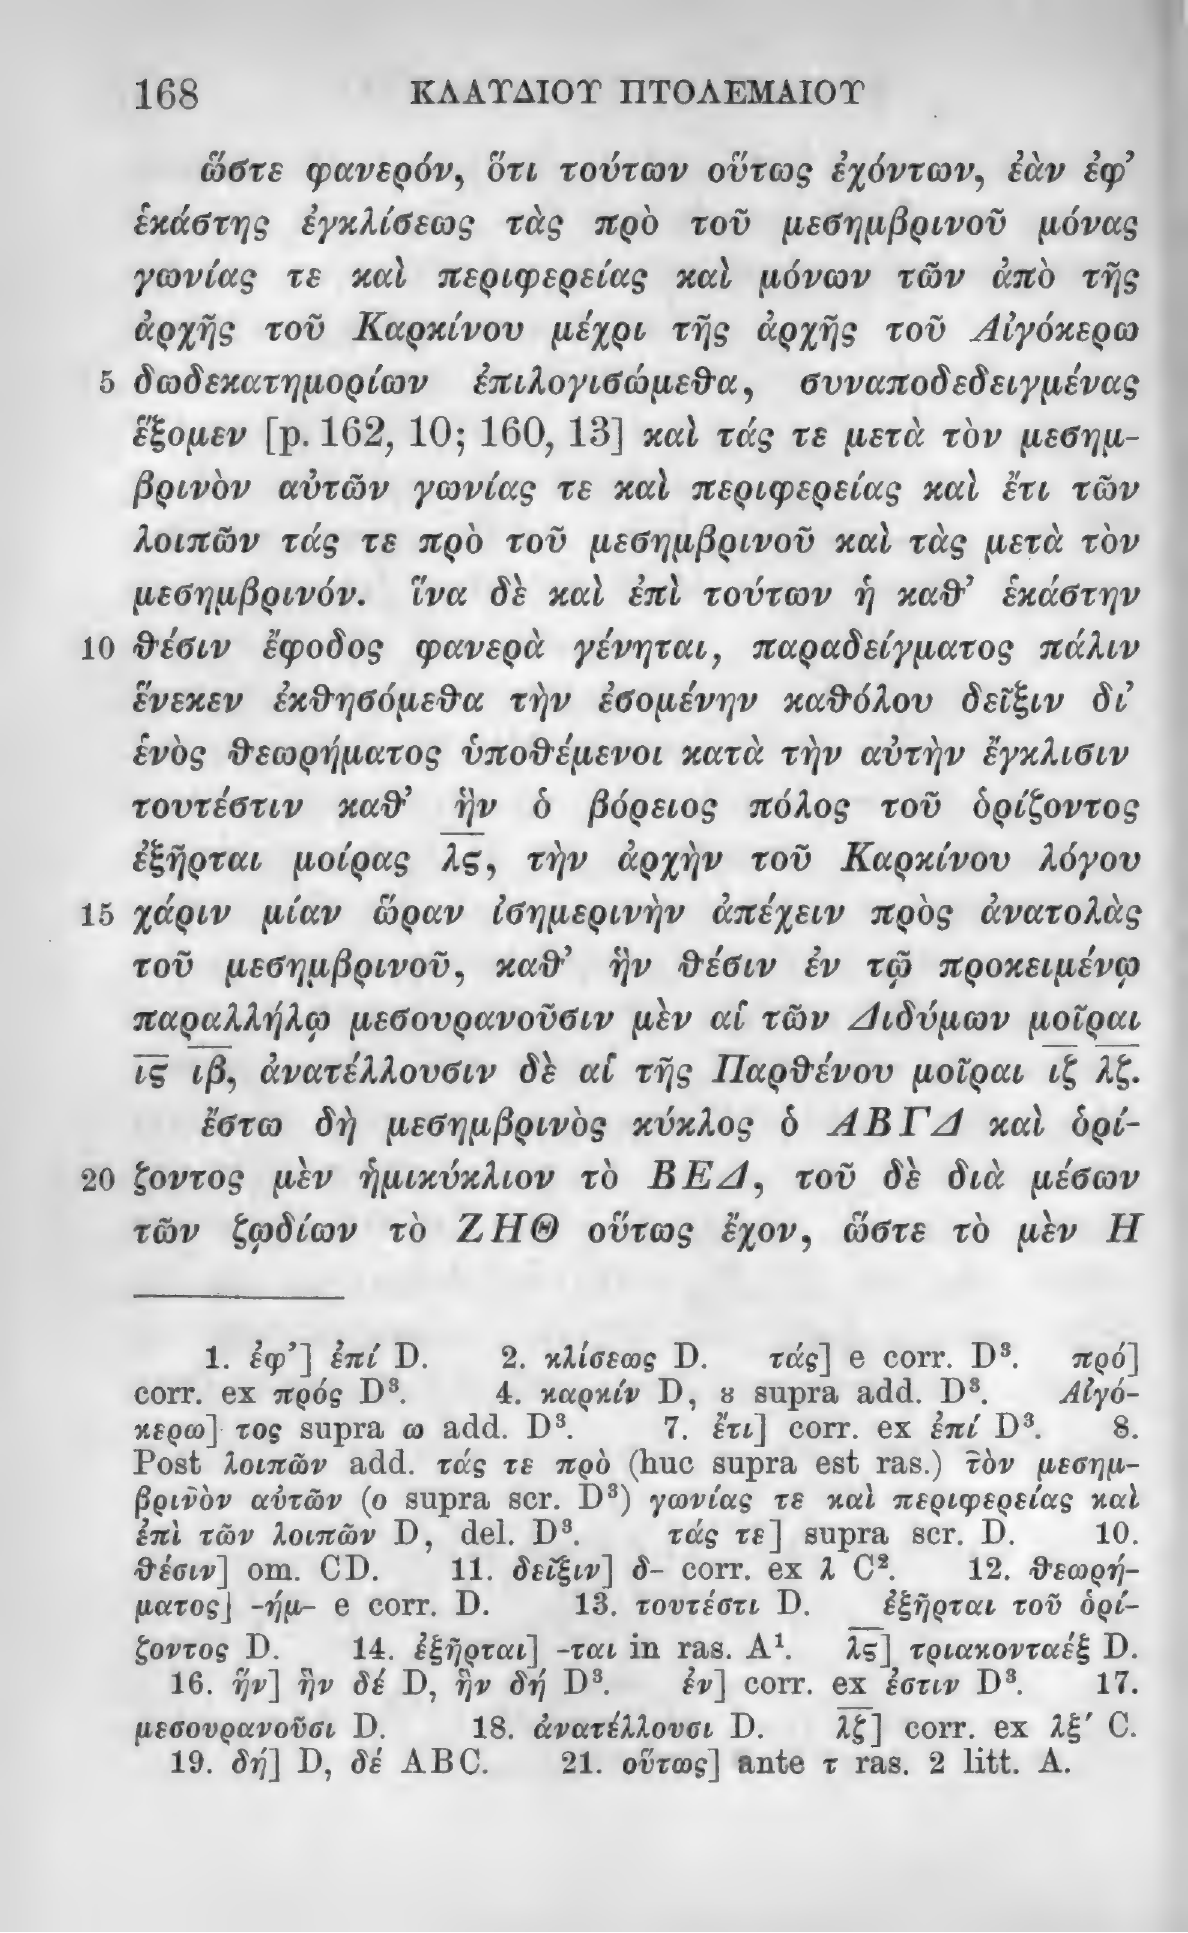 168 ΚΛΑΥΔΙΟΥ ΠΤΟΛΕΜΑΙΟΥ
ὥστε φανερόν, ὅτι τούτων οὕτως ἐχόντων, ἐὰν ἐφ’
ἑκάστης ἐγκλίσεως τὰς πρὸ τοῦ μεσημβρινοῦ μόνας
γωνίας τε καὶ περιφερείας καὶ μόνων τῶν ἀπὸ τῆς
ἀρχῆς τοῦ Καρκίνου μέχρι τῆς ἀρχῆς τοῦ Αἰγόκερω
5 δωδεκατημορίων ἐπιλογισώμεθα, συναποδεδειγμένας
ἕξομεν [p. 162, 10; 160, 13] καὶ τάς τε μετὰ τὸν μεσημ-
βρινὸν αὐτῶν γωνίας τε καὶ περιφερείας καὶ ἔτι τῶν
λοιπῶν τάς τε πρὸ τοῦ μεσημβρινοῦ καὶ τὰς μετὰ τὸν
μεσημβρινόν. ἵνα δὲ καὶ ἐπὶ τούτων ἡ καθ’ ἑκάστην
10 θέσιν ἔφοδος φανερὰ γένηται, παραδείγματος πάλιν
ἕνεκεν ἐκθησόμεθα τὴν ἐσομένην καθόλου δεῖξιν δι’
ἑνὸς θεωρήματος ὑποθέμενοι κατὰ τὴν αὐτὴν ἔγκλισιν
τουτέστιν καθ’ ἣν ὁ βόρειος πόλος τοῦ ὁρίζοντος
ἐξῆρται μοίρας λ̅ς̅, τὴν ἀρχὴν τοῦ Καρκίνου λόγου
15 χάριν μίαν ὥραν ἰσημερινὴν ἀπέχειν πρὸς ἀνατολὰς
τοῦ μεσημβρινοῦ, καθ’ ἣν θέσιν ἐν τῷ προκειμένῳ
παραλλήλῳ μεσουρανοῦσιν μὲν αἱ τῶν Διδύμων μοῖραι
ι̅ς̅ ι̅β̅, ἀνατέλλουσιν δὲ αἱ τῆς Παρθένου μοῖραι ι̅ζ̅ λ̅ζ̅.
ἔστω δὴ μεσημβρινὸς κύκλος ὁ ΑΒΓΔ καὶ ὁρί-
20 ζοντος μὲν ἡμικύκλιον τὸ ΒΕΔ, τοῦ δὲ διὰ μέσων
τῶν ζῳδίων τὸ ΖΗΘ οὕτως ἔχον, ὥστε τὸ μὲν Η
1. ἐφ’] ἐπί D. 2. κλίσεως D. τάς] e corr. D³. πρό]
corr. ex πρός D³. 4. καρκίν D, ȣ supra add. D³. Αἰγό-
κερω] τος supra ω add. D³. 7. ἔτι] corr. ex ἐπί D³. 8.
Post λοιπῶν add. τάς τε πρὸ (huc supra est ras.) τὸν μεσημ-
βρινὸν αὐτῶν (ο supra scr. D³) γωνίας τε καὶ περιφερείας καὶ
ἐπὶ τῶν λοιπῶν D, del. D³. τάς τε] supra scr. D. 10.
θέσιν] om. CD. 11. δεῖξιν] δ- corr. ex λ C². 12. θεωρή-
ματος] -ήμ- e corr. D. 13. τουτέστι D. ἐξῆρται τοῦ ὁρί-
ζοντος D. 14. ἐξῆρται] -ται in ras. A¹. λ̅ς̅] τριακονταέξ D.
16. ἥν] ἣν δέ D, ἣν δή D³. ἐν] corr. ex ἐστιν D³. 17.
μεσουρανοῦσι D. 18. ἀνατέλλουσι D. λ̅ζ̅] corr. ex λξ′ C.
19. δή] D, δέ ABC. 21. οὕτως] ante τ ras. 2 litt. A.